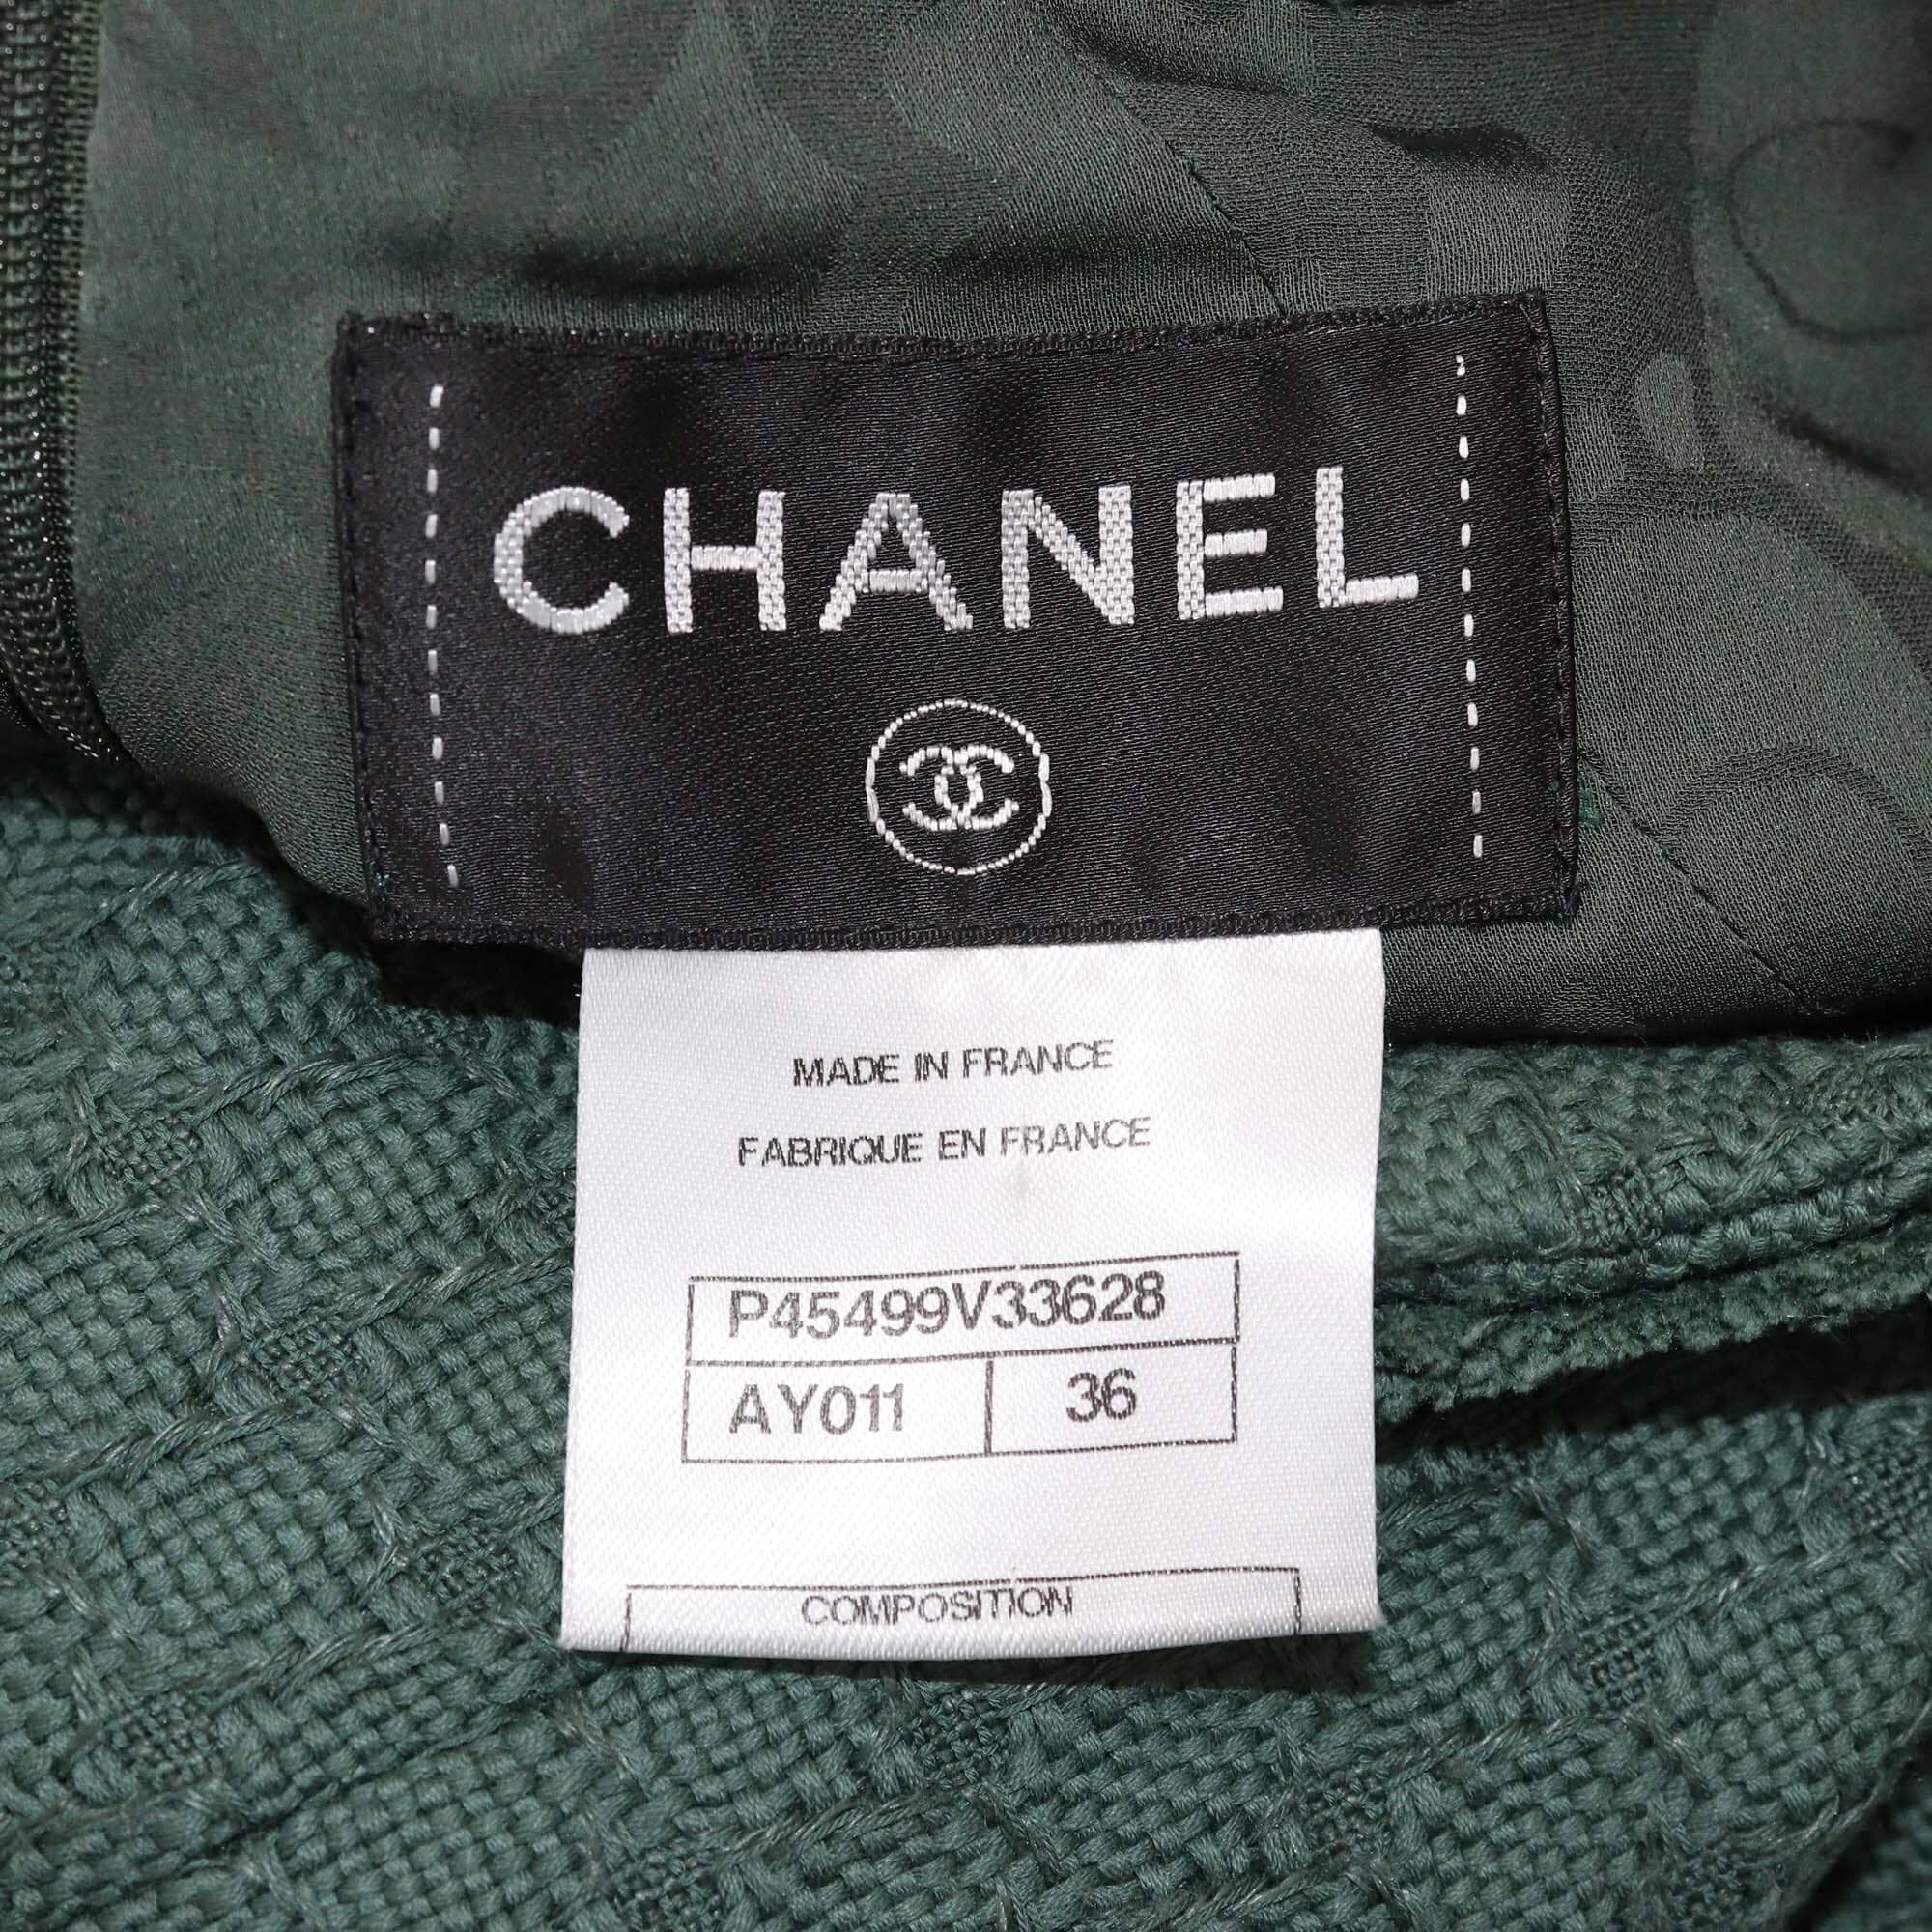 CHANEL
MADE IN FRANCE
FABRIQUE EN FRANCE
P45499V33628
AY011 36
COMPOSITION